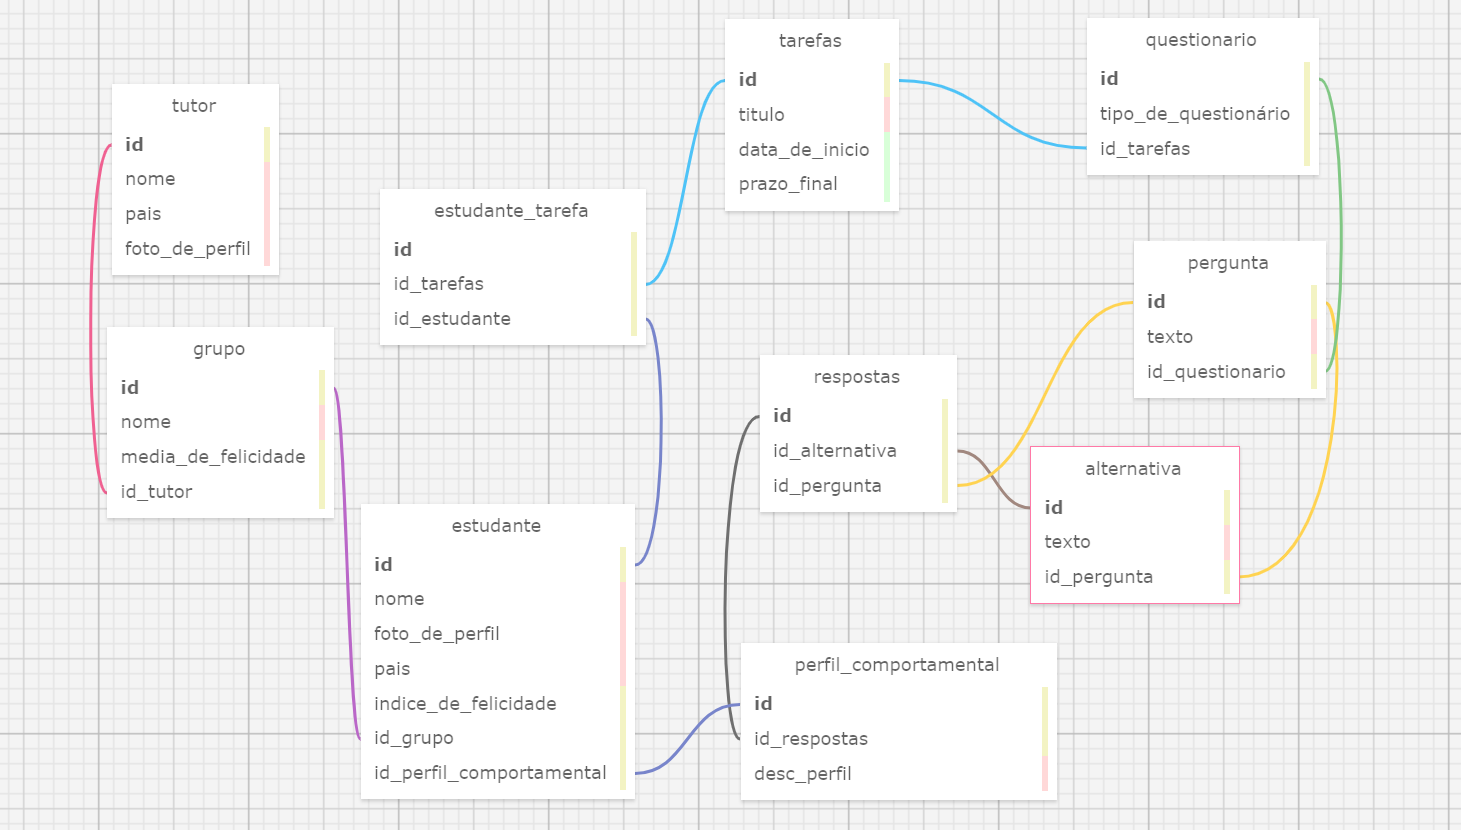 tutor
id
nome
pais
foto_de_perfil
grupo
id
nome
media_de_felicidade
id_tutor
estudante_tarefa
id
id_tarefas
id_estudante
estudante
id
nome
foto_de_perfil
pais
indice_de_felicidade
id_grupo
id_perfil_comportamental
tarefas
id
titulo
data_de_inicio
prazo_final
respostas
id
id_alternativa
id_pergunta
perfil_comportamental
id
id_respostas
desc_perfil
questionario
id
tipo_de_questionário
id_tarefas
pergunta
id
texto
id_questionario
alternativa
id
texto
id_pergunta